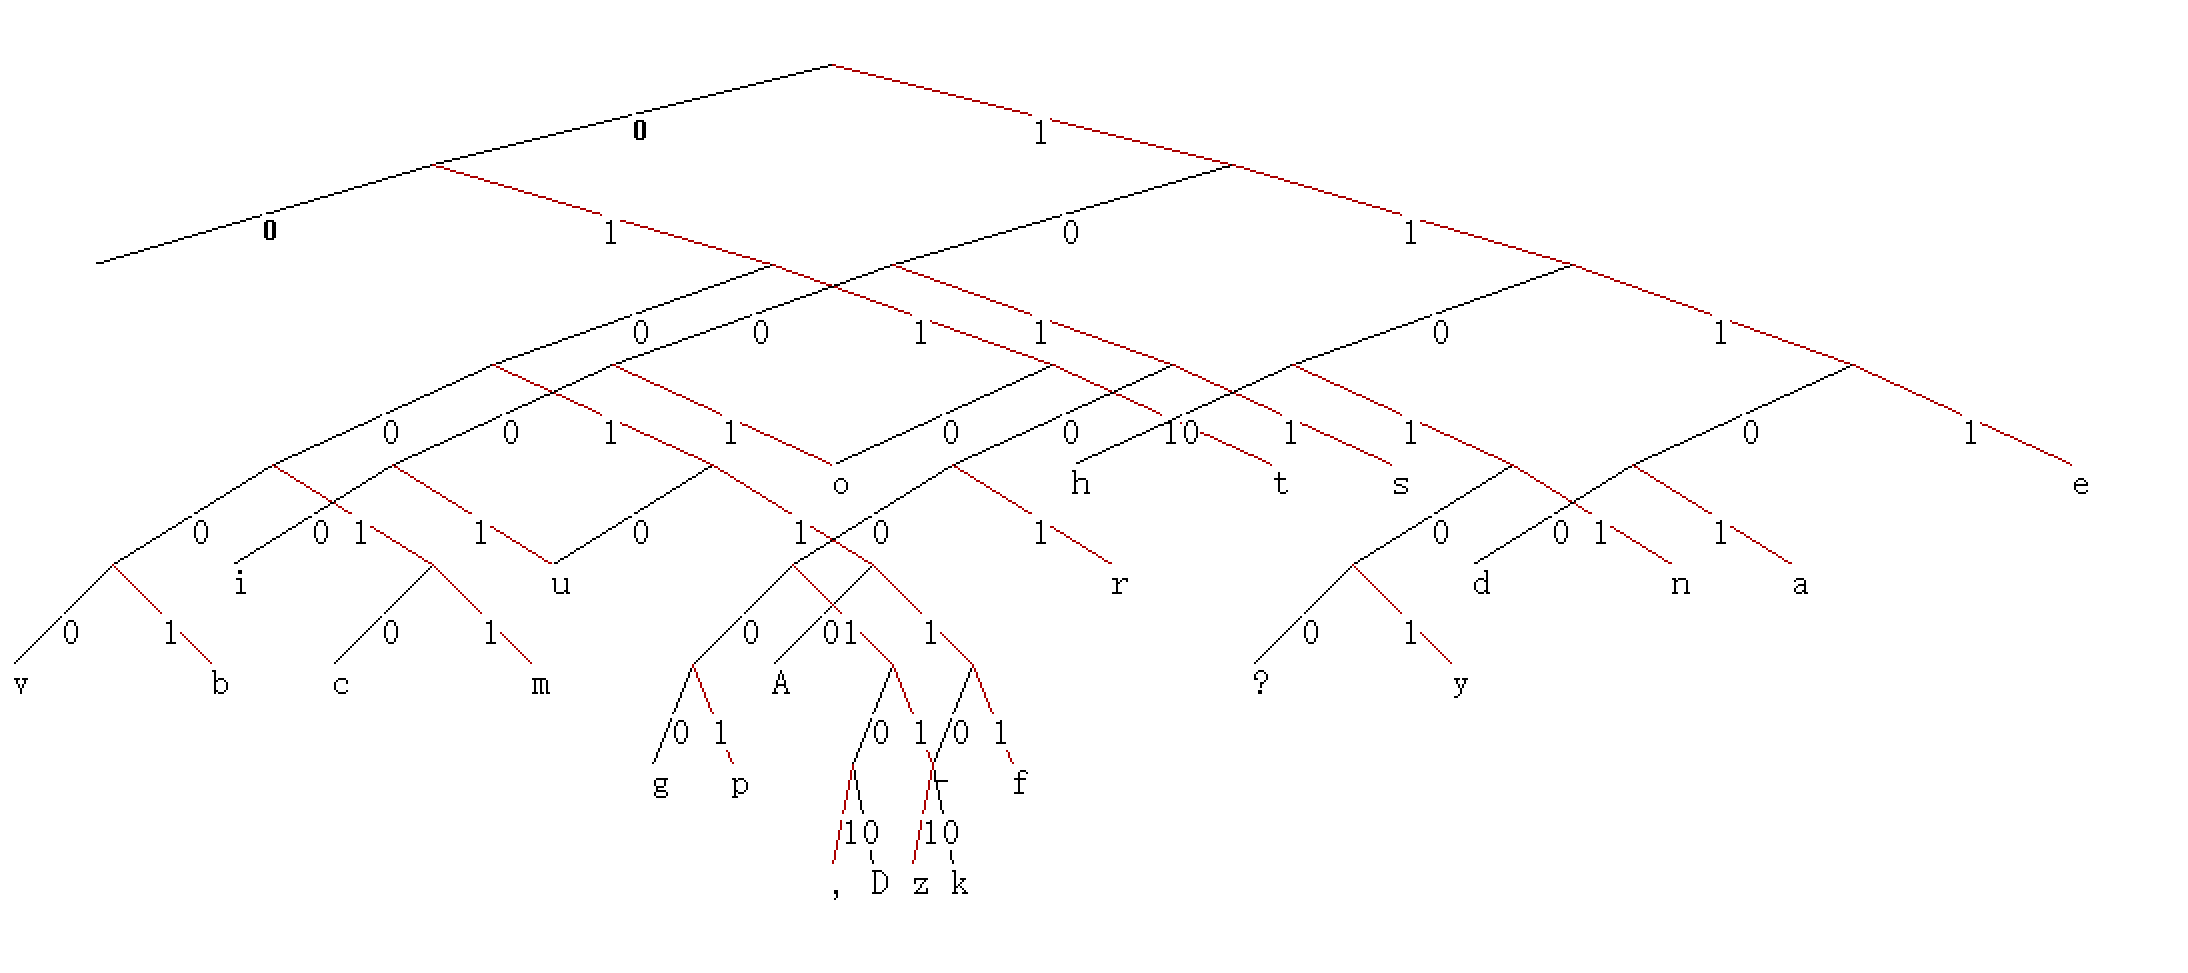 0 1
0 1 0 1
0 0 1 1 0 1
0 0 1 1 0 0 10 1 1 0 1
o h t s e
0 0 1 1 0 1 0 1 0 0 1 1
i u r d n a
0 1 0 1 0 01 1 0 1
v b c m A ? y
0 1 0 1 0 1
g p - f
10 10
, D z k